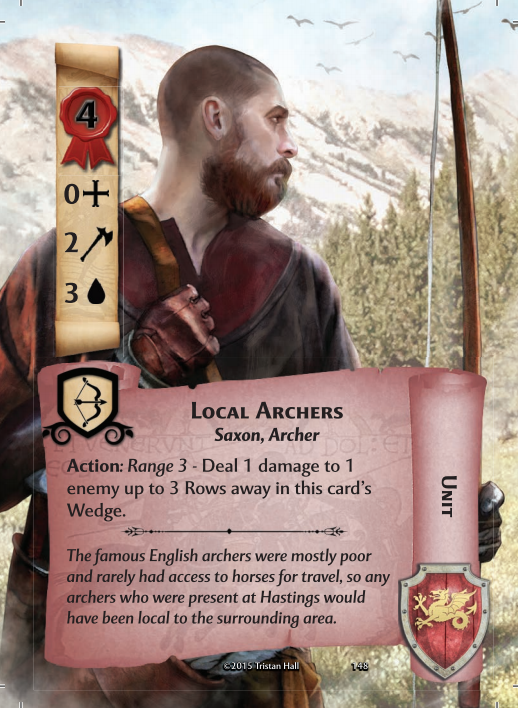 4
0
2
3
Local Archers
Saxon, Archer
Action: Range 3 - Deal 1 damage to 1
enemy up to 3 Rows away in this card's
Wedge.
The famous English archers were mostly poor
and rarely had access to horses for travel, so any
archers who were present at Hastings would
have been local to the surrounding area.
Unit
©2015 Tristan Hall
148